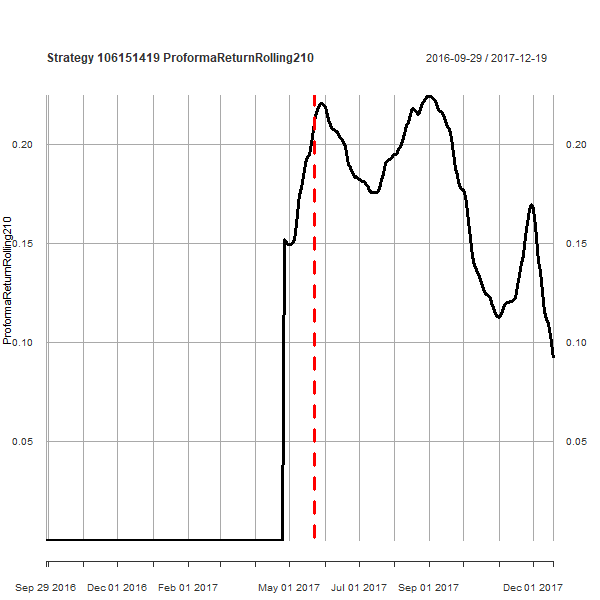 Strategy 106151419 ProformaReturnRolling210
2016-09-29 / 2017-12-19
ProformaReturnRolling210
0.20
0.15
0.10
0.05
0.20
0.15
0.10
0.05
Sep 29 2016
Dec 01 2016
Feb 01 2017
May 01 2017
Jul 01 2017
Sep 01 2017
Dec 01 2017